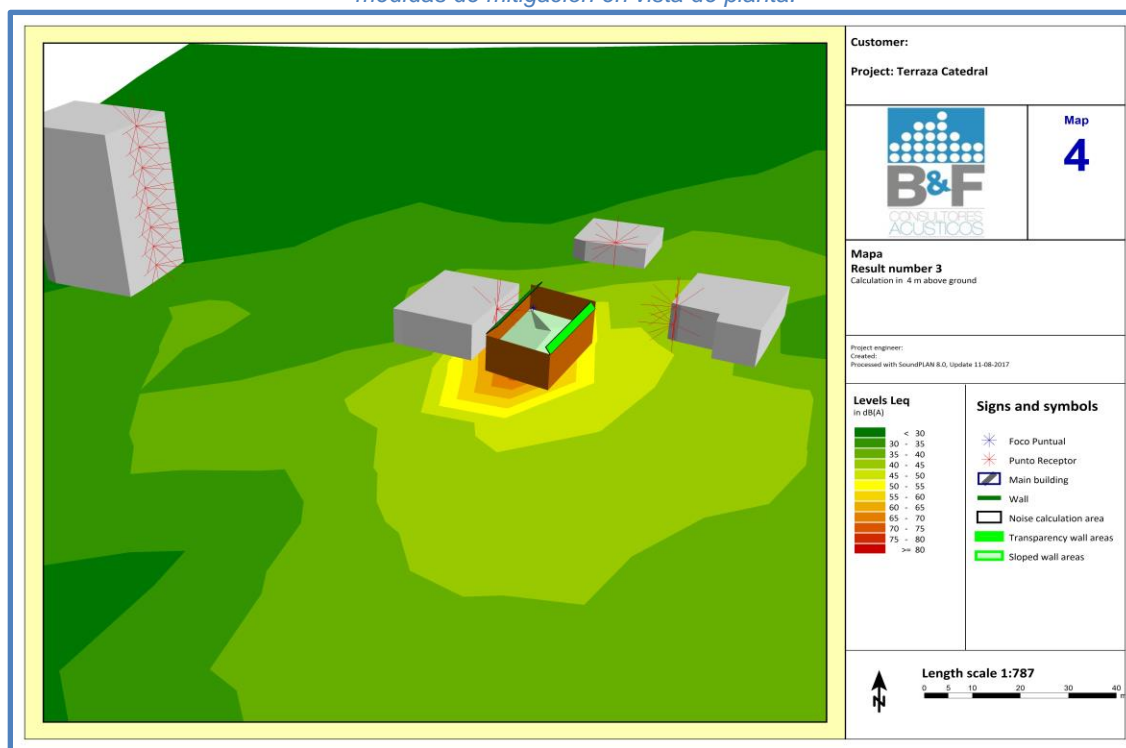 medidas de mitigación en vista de planta.
Customer:
Project: Terraza Catedral
B&F
CONSULTORES
ACUSTICOS
Map
4
Mapa
Result number 3
Calculation in 4 m above ground
Project engineer:
Created:
Processed with SoundPLAN 8.0, Update 11-08-2017
Levels Leq
in dB(A)
< 30
30 - 35
35 - 40
40 - 45
45 - 50
50 - 55
55 - 60
60 - 65
65 - 70
70 - 75
75 - 80
>= 80
Signs and symbols
Foco Puntual
Punto Receptor
Main building
Wall
Noise calculation area
Transparency wall areas
Sloped wall areas
N
Length scale 1:787
0 5 10 20 30 40
m